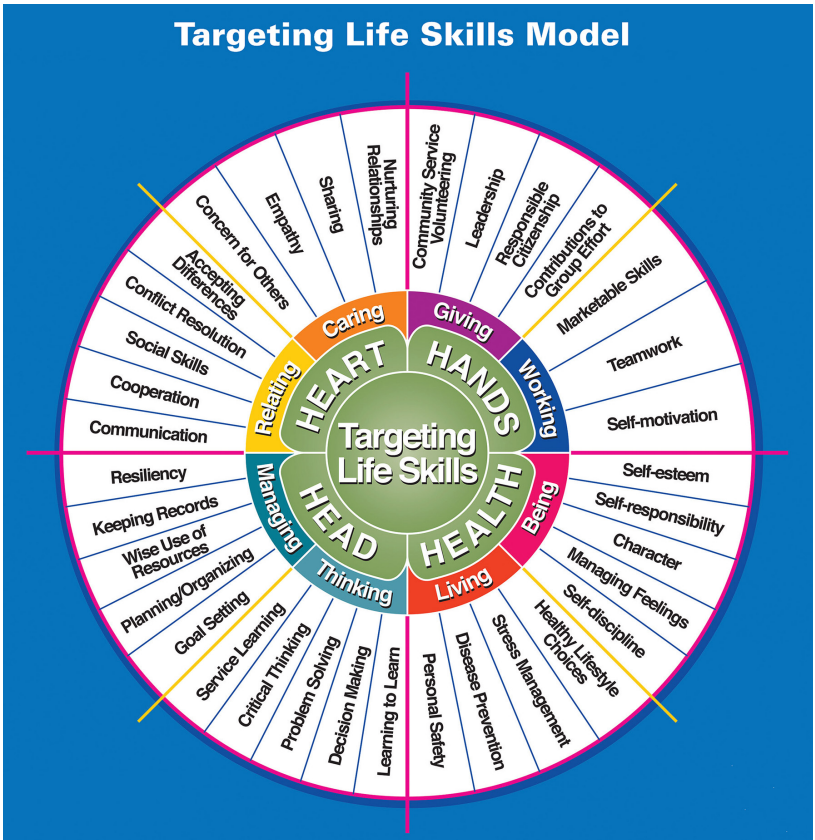 Targeting Life Skills Model
Nurturing
Relationships
Sharing
Empathy
Concern for Others
Accepting
Differences
Conflict Resolution
Social Skills
Cooperation
Communication
Community Service
Volunteering
Leadership
Responsible
Citizenship
Contributions to
Group Effort
Marketable Skills
Teamwork
Self-motivation
Caring
Giving
Relating
Working
HEART
HANDS
Targeting
Life Skills
HEAD
HEALTH
Managing
Thinking
Living
Being
Resiliency
Keeping Records
Wise Use of
Resources
Planning/Organizing
Goal Setting
Service Learning
Critical Thinking
Problem Solving
Decision Making
Learning to Learn
Self-esteem
Self-responsibility
Character
Managing Feelings
Self-discipline
Healthy Lifestyle
Choices
Stress Management
Disease Prevention
Personal Safety